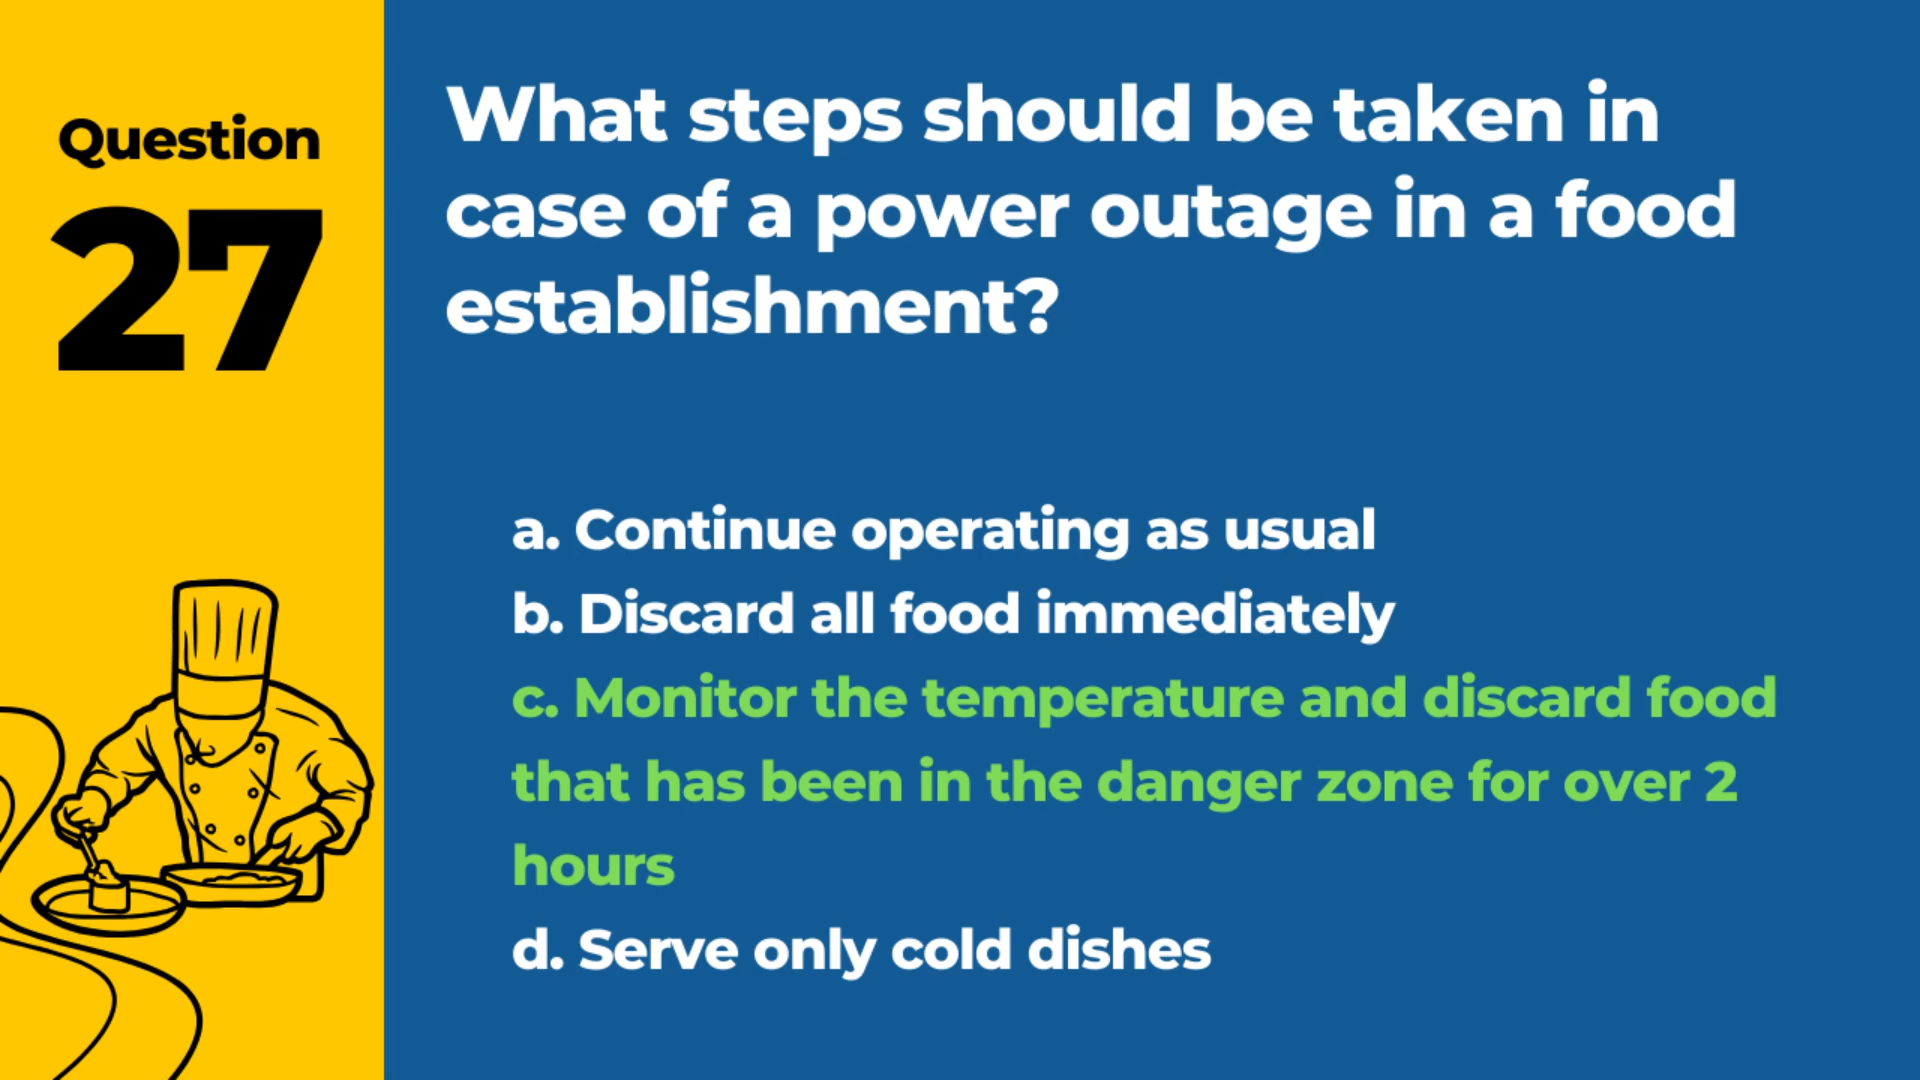 Question
27
What steps should be taken in
case of a power outage in a food
establishment?
a. Continue operating as usual
b. Discard all food immediately
c. Monitor the temperature and discard food
that has been in the danger zone for over 2
hours
d. Serve only cold dishes